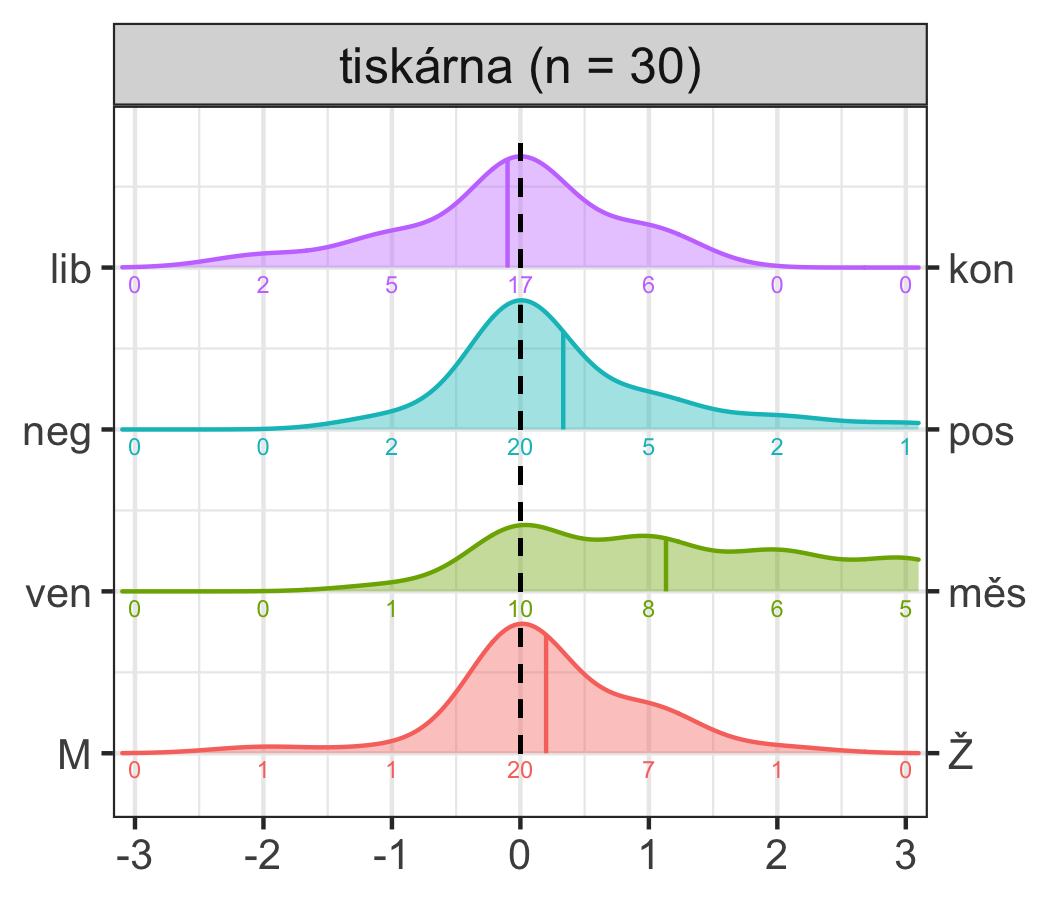 tiskárna (n = 30)
lib kon
0 2 5 17 6 0 0
neg pos
0 0 2 20 5 2 1
ven měs
0 0 1 10 8 6 5
M Ž
0 1 1 20 7 1 0
-3 -2 -1 0 1 2 3